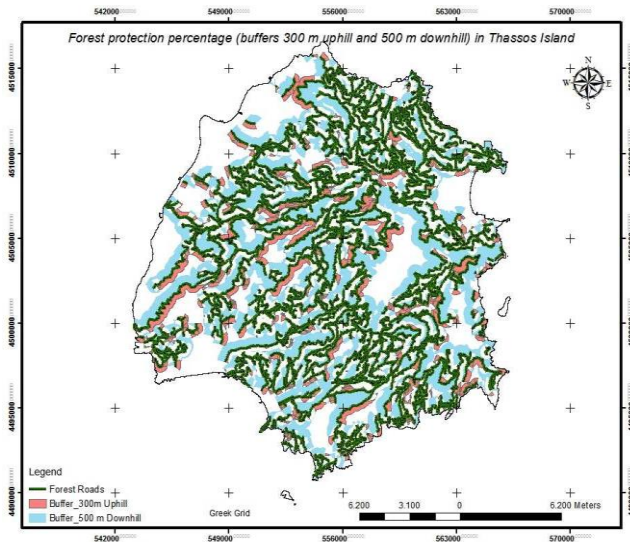 542000 549000 556000 563000 570000
Forest protection percentage (buffers 300 m uphill and 500 m downhill) in Thassos Island
N
W E
S
4515000
4510000
4505000
4500000
4495000
4490000
Legend
Forest Roads
Buffer_300m Uphill
Buffer_500 m Downhill
Greek Grid
6.200 3.100 0 6.200 Meters
542000 549000 556000 563000 570000